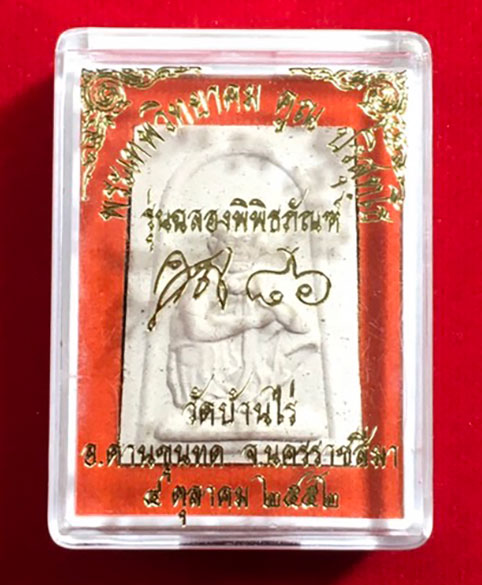 พระเทพวิทยาคม คูณ ปริสุทโธ
รุ่นฉลองพิพิธภัณฑ์
คูณ ๘๖
วัดบ้านไร่
อ.ด่านขุนทด จ.นครราชสีมา
๔ ตุลาคม ๒๕๕๒